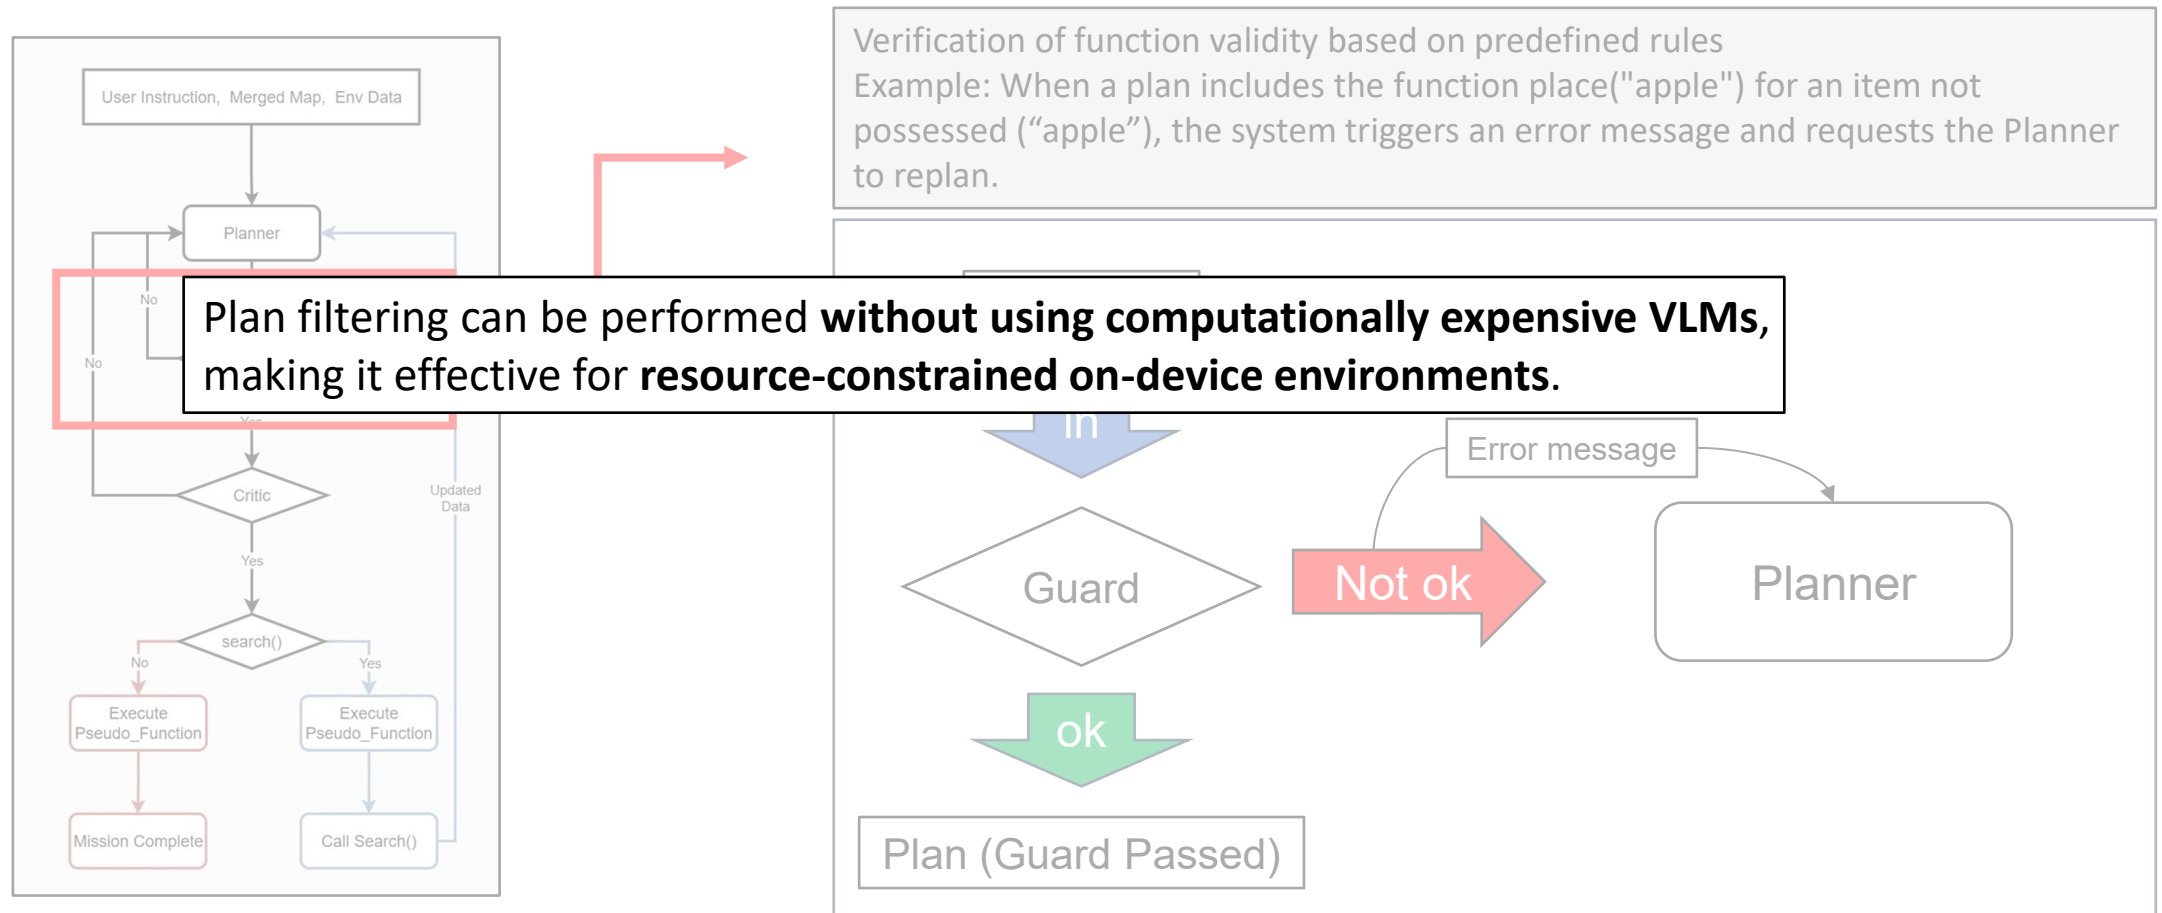 User Instruction, Merged Map, Env Data
Planner
No
No
Yes
Critic
Updated
Data
Yes
search()
No
Yes
Execute
Pseudo_Function
Execute
Pseudo_Function
Mission Complete
Call Search()
Verification of function validity based on predefined rules
Example: When a plan includes the function place("apple") for an item not
possessed (“apple”), the system triggers an error message and requests the Planner
to replan.
Plan filtering can be performed without using computationally expensive VLMs,
making it effective for resource-constrained on-device environments.
in
Error message
Guard
Not ok
Planner
ok
Plan (Guard Passed)